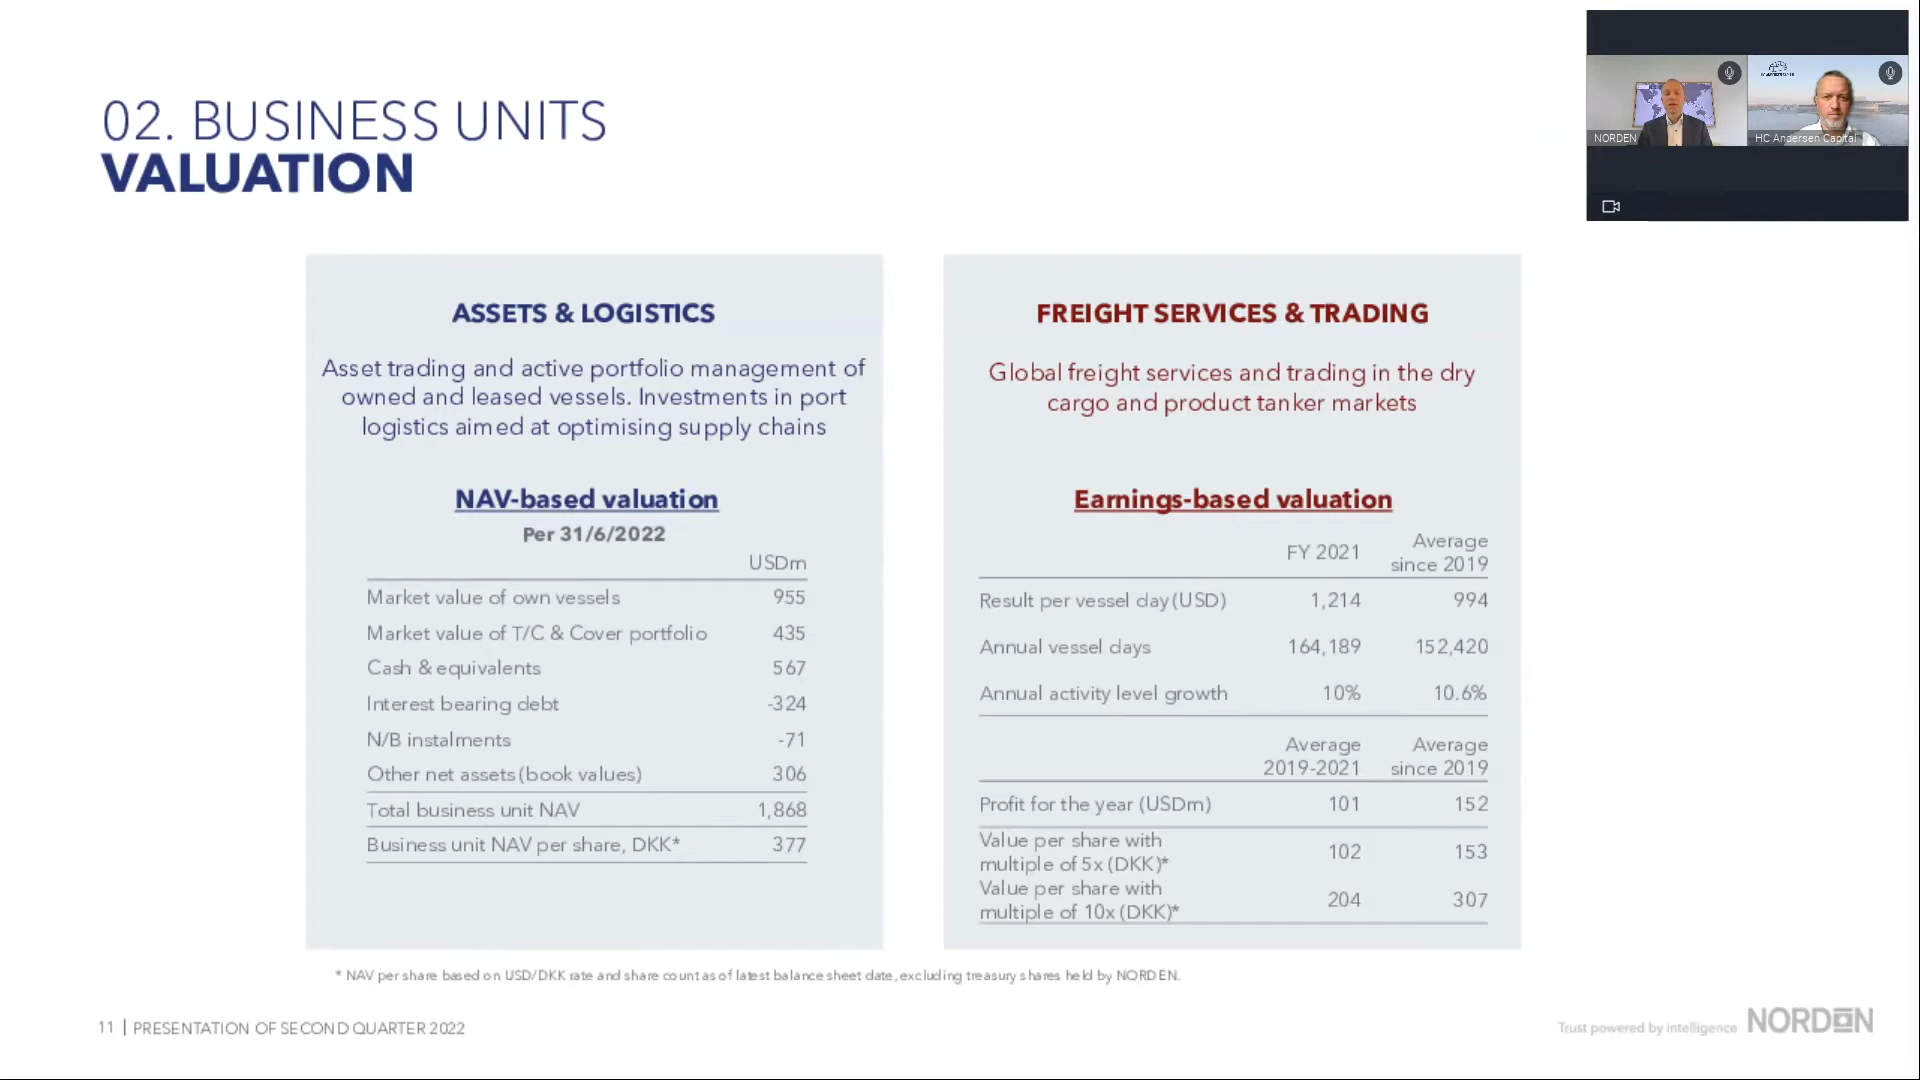 02. BUSINESS UNITS
VALUATION
NORDEN
HC Andersen Capital
ASSETS & LOGISTICS
Asset trading and active portfolio management of
owned and leased vessels. Investments in port
logistics aimed at optimising supply chains
NAV-based valuation
Per 31/6/2022
USDm
Market value of own vessels 955
Market value of T/C & Cover portfolio 435
Cash & equivalents 567
Interest bearing debt -324
N/B instalments -71
Other net assets (book values) 306
Total business unit NAV 1,868
Business unit NAV per share, DKK* 377
FREIGHT SERVICES & TRADING
Global freight services and trading in the dry
cargo and product tanker markets
Earnings-based valuation
FY 2021 Average
since 2019
Result per vessel day (USD) 1,214 994
Annual vessel days 164,189 152,420
Annual activity level growth 10% 10.6%
Average Average
2019-2021 since 2019
Profit for the year (USDm) 101 152
Value per share with
multiple of 5x (DKK)* 102 153
Value per share with
multiple of 10x (DKK)* 204 307
* NAV per share based on USD/DKK rate and share count as of latest balance sheet date, excluding treasury shares held by NORDEN.
11 | PRESENTATION OF SECOND QUARTER 2022
Trust powered by intelligence NORDEN